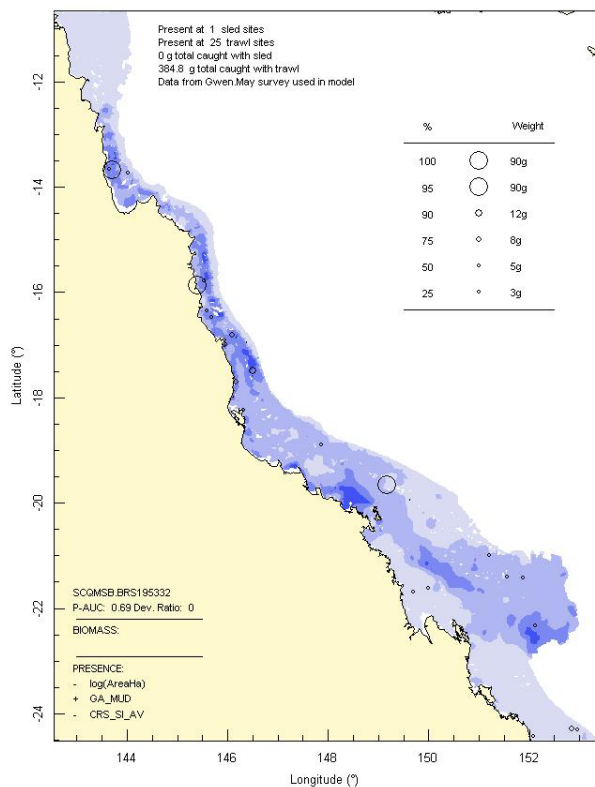 Present at 1 sled sites
Present at 25 trawl sites
0 g total caught with sled
384.8 g total caught with trawl
Data from Gwen.May survey used in model
% Weight
100 90g
95 90g
90 12g
75 8g
50 5g
25 3g
-12
-14
-16
-18
-20
-22
-24
Latitude (°)
SCQMSB.BRS195332
P-AUC: 0.69 Dev. Ratio: 0
BIOMASS:
PRESENCE:
- log(AreaHa)
+ GA_MUD
- CRS_SI_AV
144 146 148 150 152
Longitude (°)